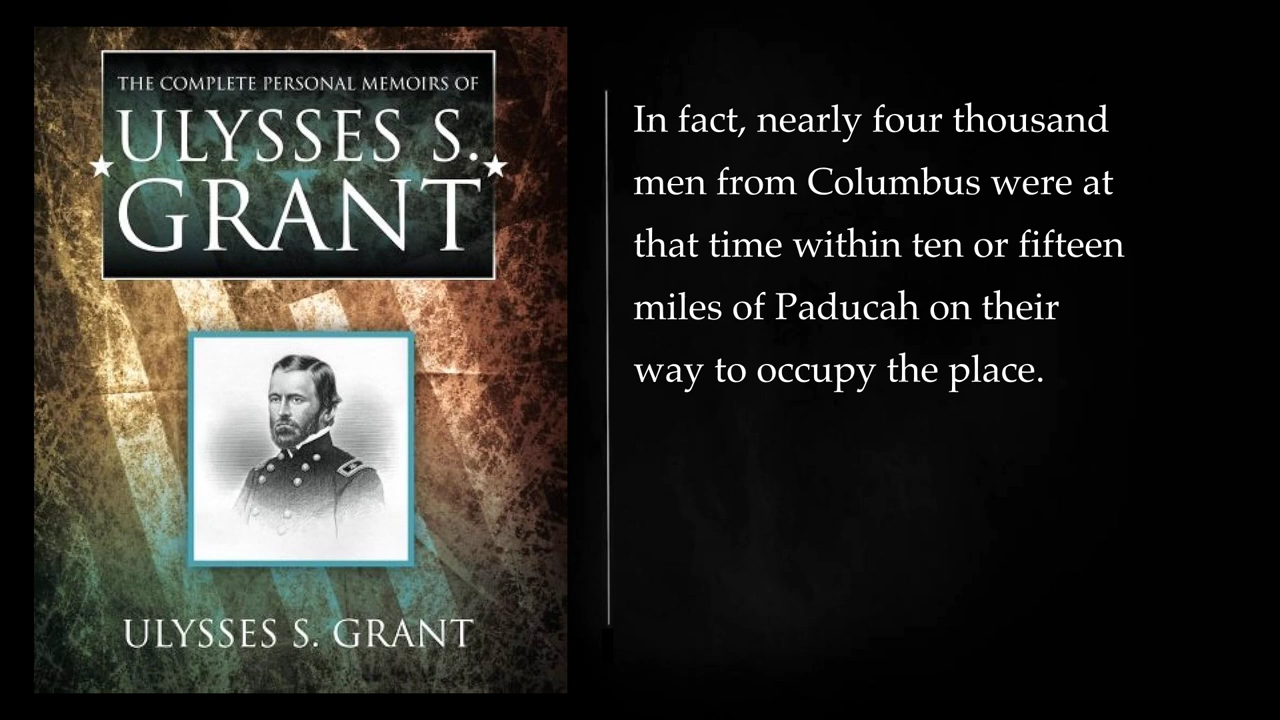 THE COMPLETE PERSONAL MEMOIRS OF
ULYSSES S.
GRANT
ULYSSES S. GRANT
In fact, nearly four thousand
men from Columbus were at
that time within ten or fifteen
miles of Paducah on their
way to occupy the place.